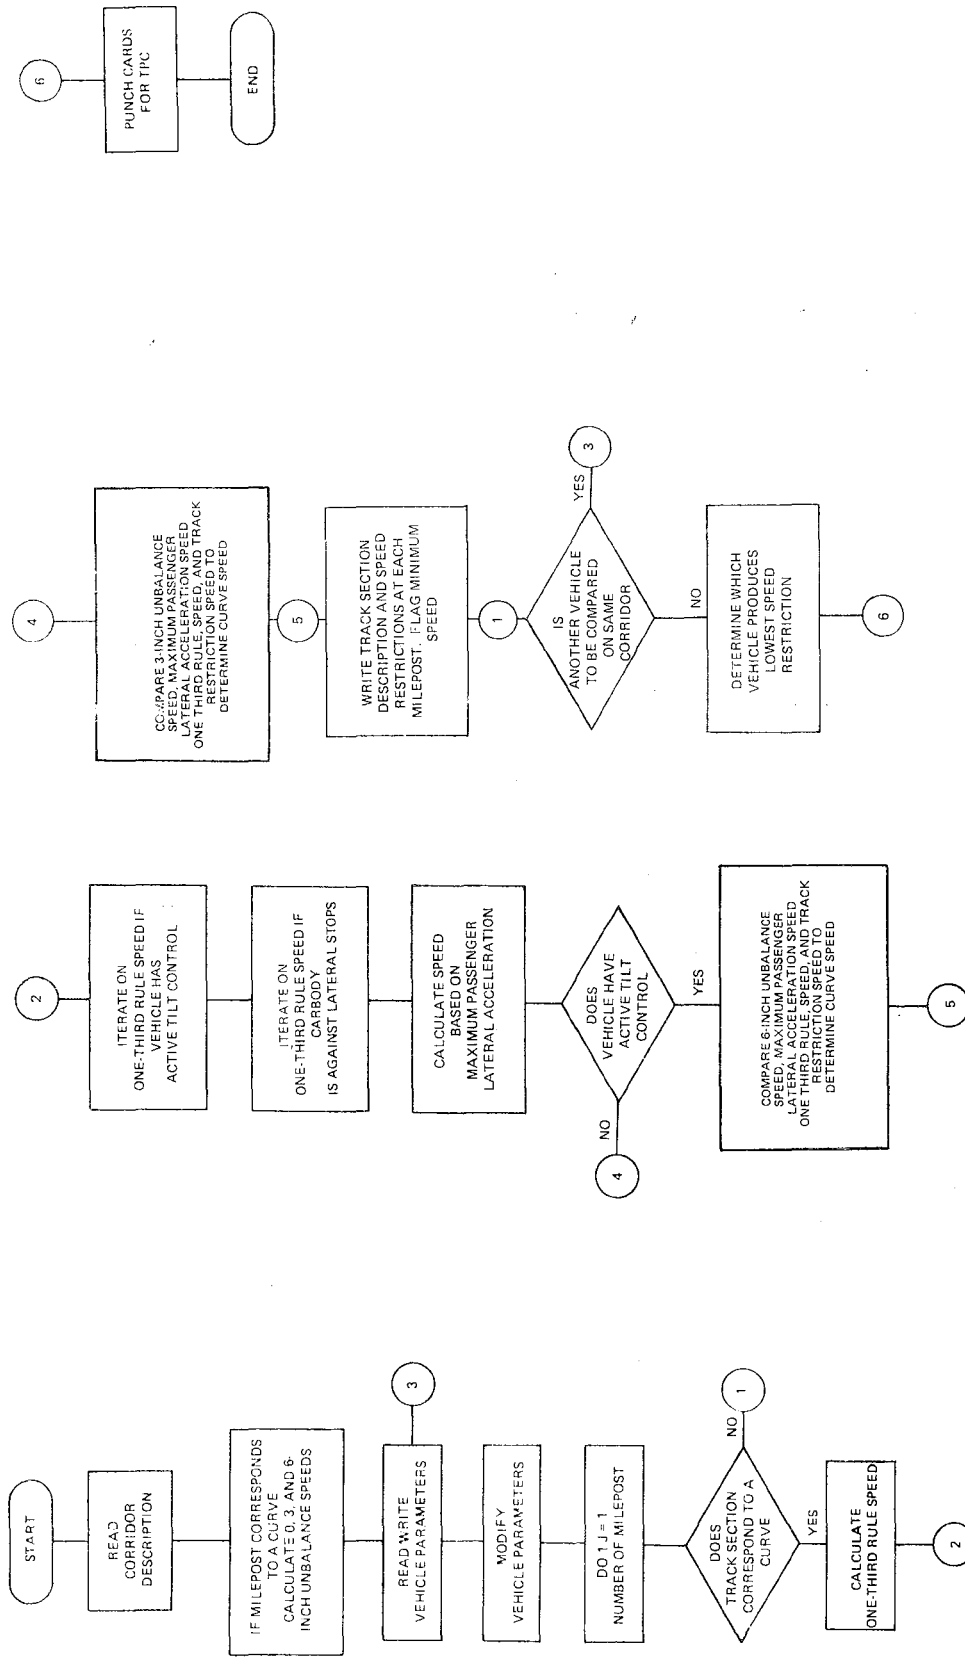 START
READ
CORRIDOR
DESCRIPTION
IF MILEPOST CORRESPONDS
TO A CURVE
CALCULATE 0, 3, AND 6-
INCH UNBALANCE SPEEDS
READ WRITE
VEHICLE PARAMETERS
3
MODIFY
VEHICLE PARAMETERS
DO 1 J = 1
NUMBER OF MILEPOST
DOES
TRACK SECTION
CORRESPOND TO A
CURVE
NO
1
YES
CALCULATE
ONE-THIRD RULE SPEED
2
2
ITERATE ON
ONE-THIRD RULE SPEED IF
VEHICLE HAS
ACTIVE TILT CONTROL
ITERATE ON
ONE-THIRD RULE SPEED IF
CARBODY
IS AGAINST LATERAL STOPS
CALCULATE SPEED
BASED ON
MAXIMUM PASSENGER
LATERAL ACCELERATION
DOES
VEHICLE HAVE
ACTIVE TILT
CONTROL
NO
4
YES
COMPARE 6-INCH UNBALANCE
SPEED, MAXIMUM PASSENGER
LATERAL ACCELERATION SPEED
ONE THIRD RULE, SPEED, AND TRACK
RESTRICTION SPEED TO
DETERMINE CURVE SPEED
5
4
COMPARE 3-INCH UNBALANCE
SPEED, MAXIMUM PASSENGER
LATERAL ACCELERATION SPEED
ONE THIRD RULE, SPEED, AND TRACK
RESTRICTION SPEED TO
DETERMINE CURVE SPEED
5
WRITE TRACK SECTION
DESCRIPTION AND SPEED
RESTRICTIONS AT EACH
MILEPOST. FLAG MINIMUM
SPEED
1
IS
ANOTHER VEHICLE
TO BE COMPARED
ON SAME
CORRIDOR
YES
3
NO
DETERMINE WHICH
VEHICLE PRODUCES
LOWEST SPEED
RESTRICTION
6
6
PUNCH CARDS
FOR TPC
END